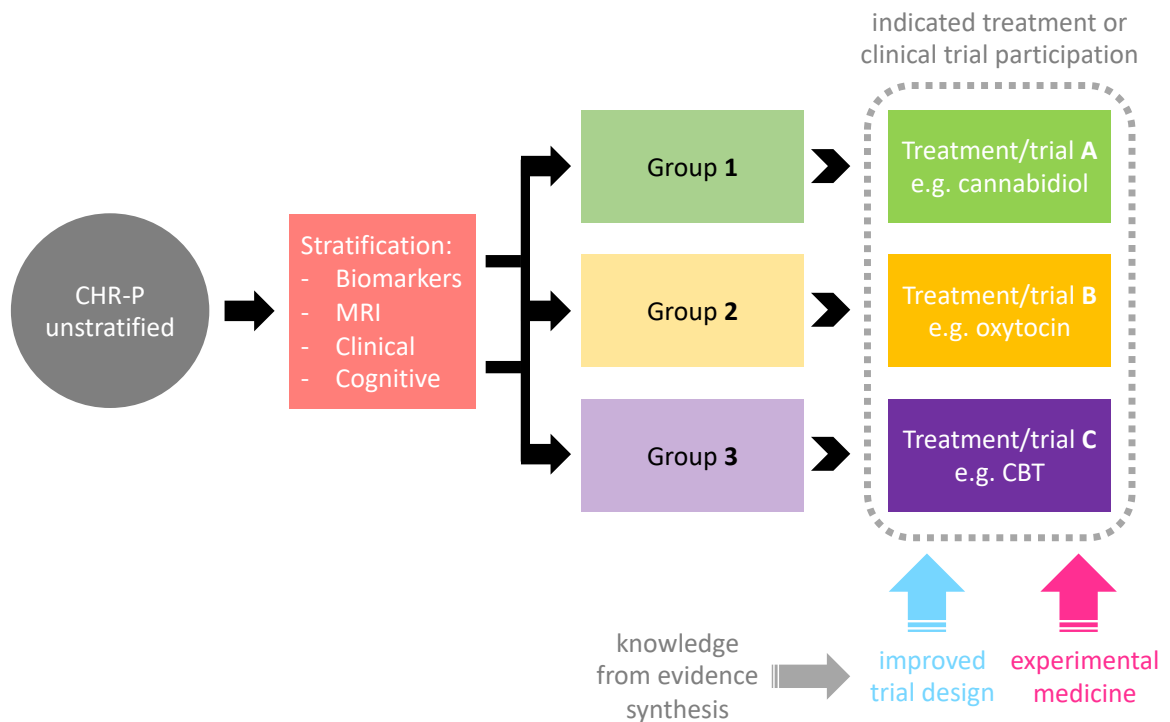 indicated treatment or
clinical trial participation
CHR-P
unstratified
Stratification:
- Biomarkers
- MRI
- Clinical
- Cognitive
Group 1
Group 2
Group 3
Treatment/trial A
e.g. cannabidiol
Treatment/trial B
e.g. oxytocin
Treatment/trial C
e.g. CBT
knowledge
from evidence
synthesis
improved
trial design
experimental
medicine